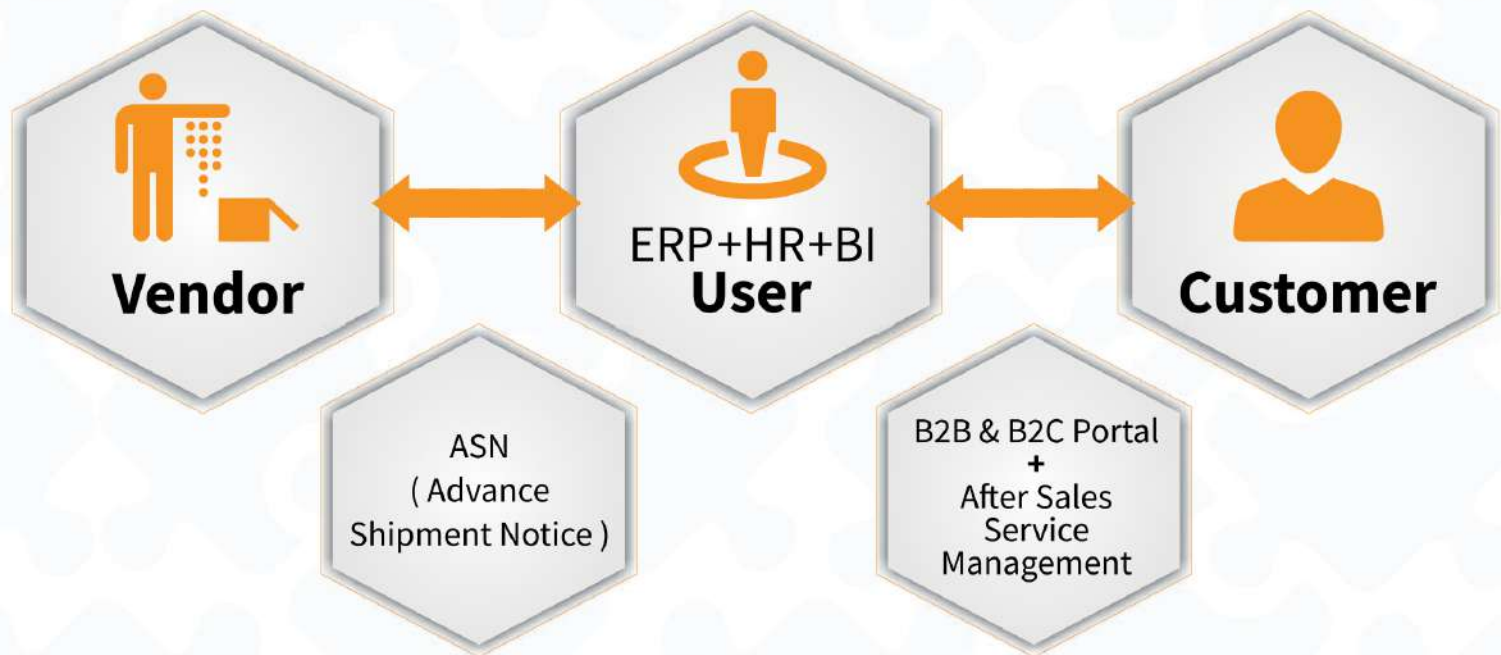 Vendor
ERP+HR+BI
User
Customer
ASN
( Advance
Shipment Notice )
B2B & B2C Portal
+
After Sales
Service
Management